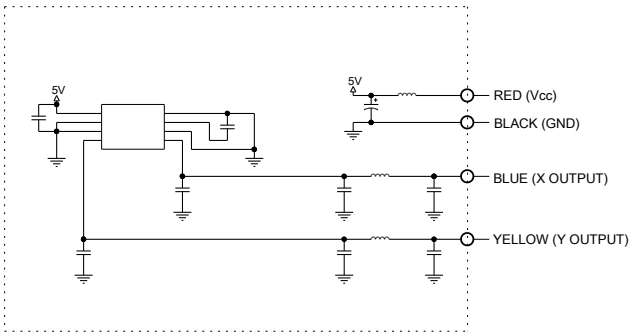 5V
5V
RED (Vcc)
BLACK (GND)
BLUE (X OUTPUT)
YELLOW (Y OUTPUT)